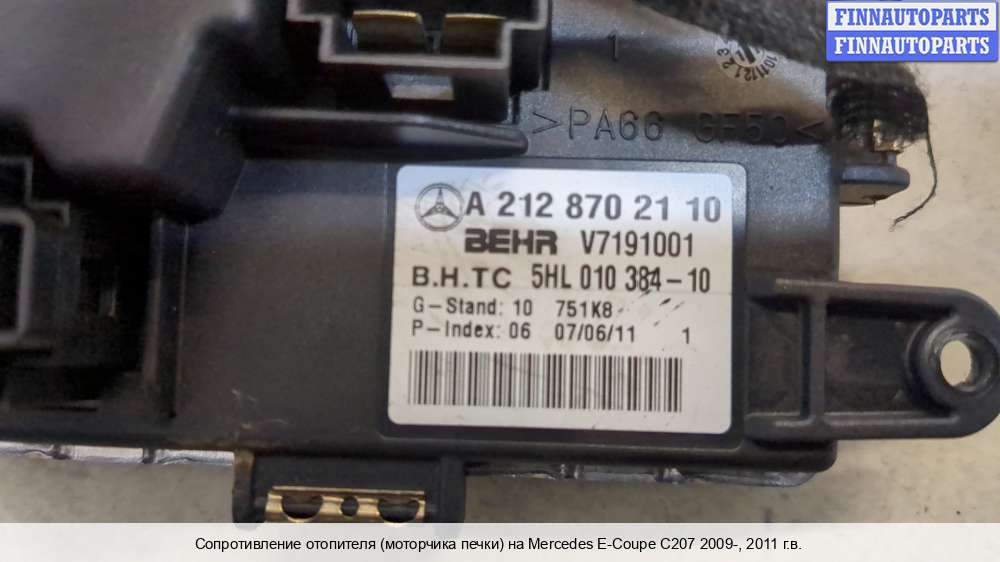 FINNAUTOPARTS
FINNAUTOPARTS
1
>PA66 GF50<
A 212 870 21 10
BEHR V7191001
B.H.TC 5HL 010 384-10
G-Stand: 10 751K8
P-Index: 06 07/06/11 1
Сопротивление отопителя (моторчика печки) на Mercedes E-Coupe C207 2009-, 2011 г.в.